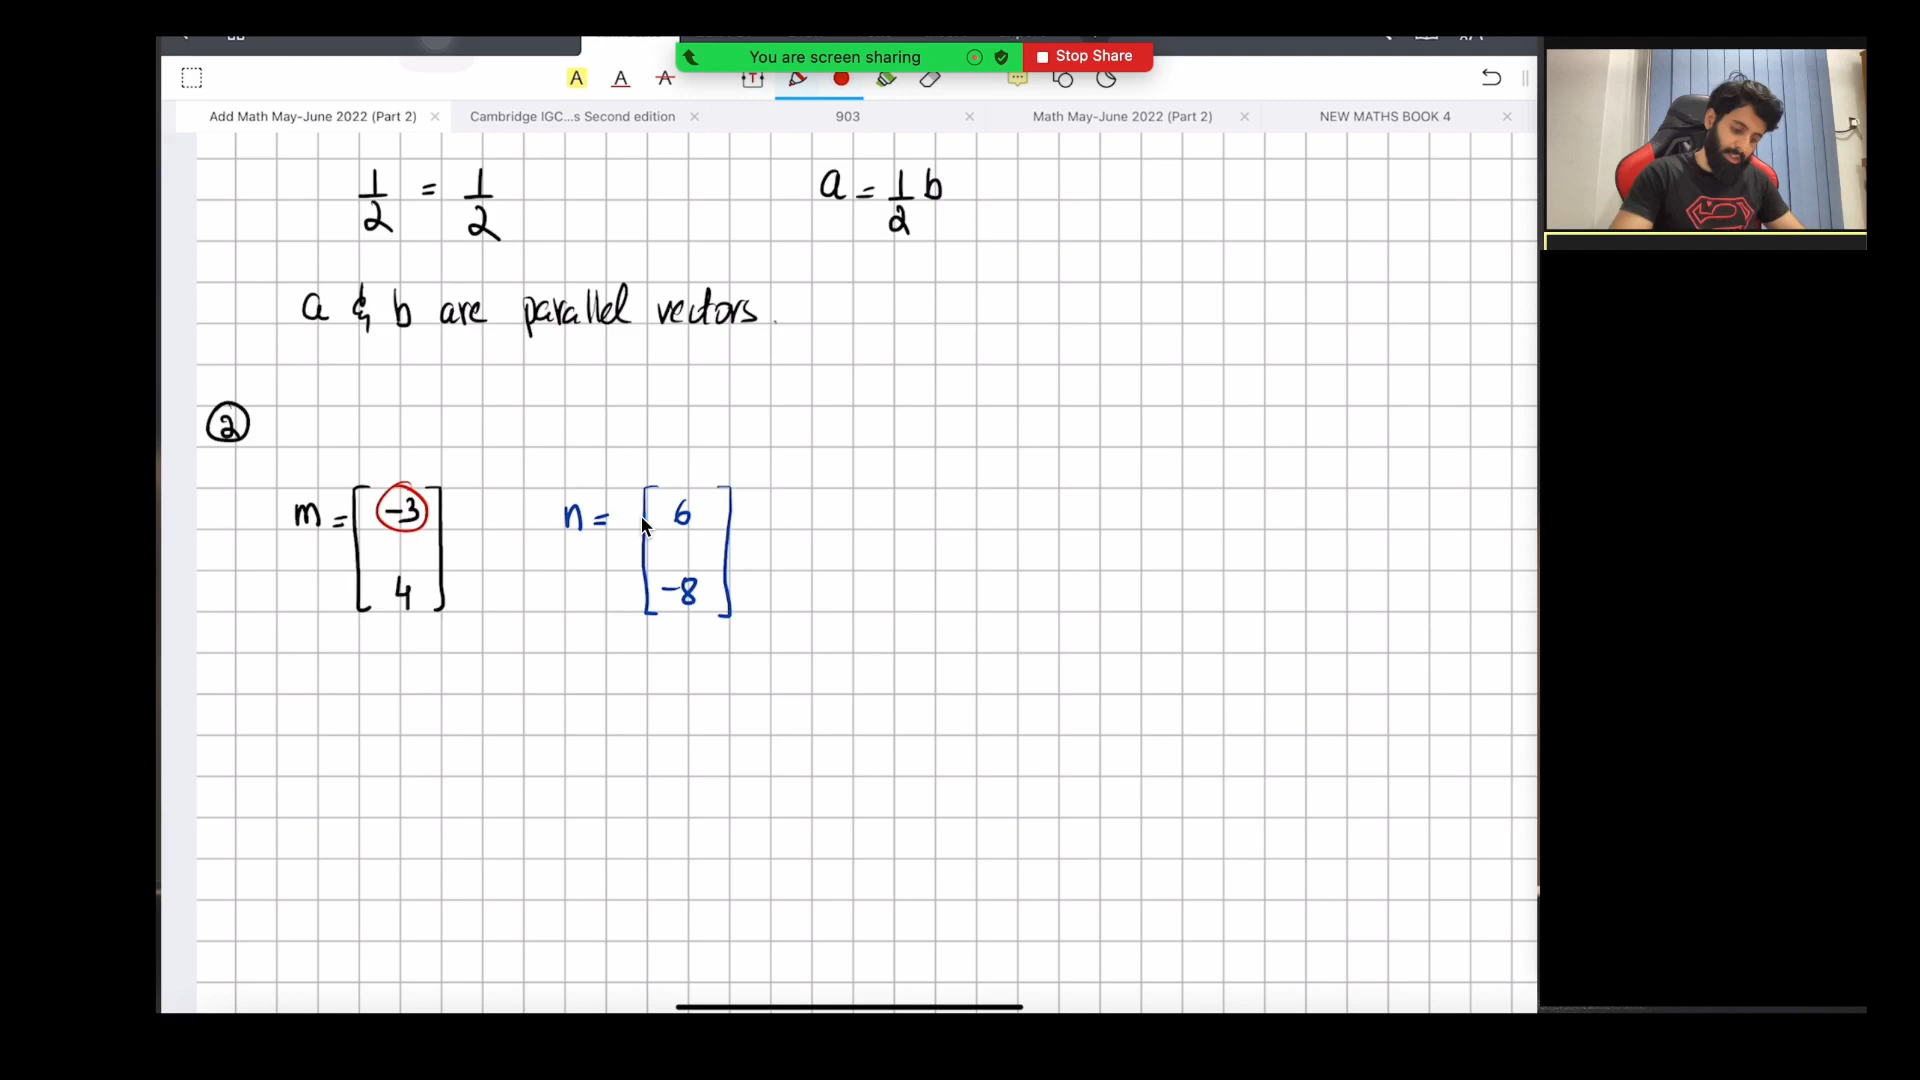 You are screen sharing Stop Share
A A A T
Add Math May-June 2022 (Part 2) Cambridge IGC...s Second edition 903 Math May-June 2022 (Part 2) NEW MATHS BOOK 4
1/2 = 1/2 a = 1/2 b
a & b are parallel vectors.
2
m = [-3 4] n = [6 -8]